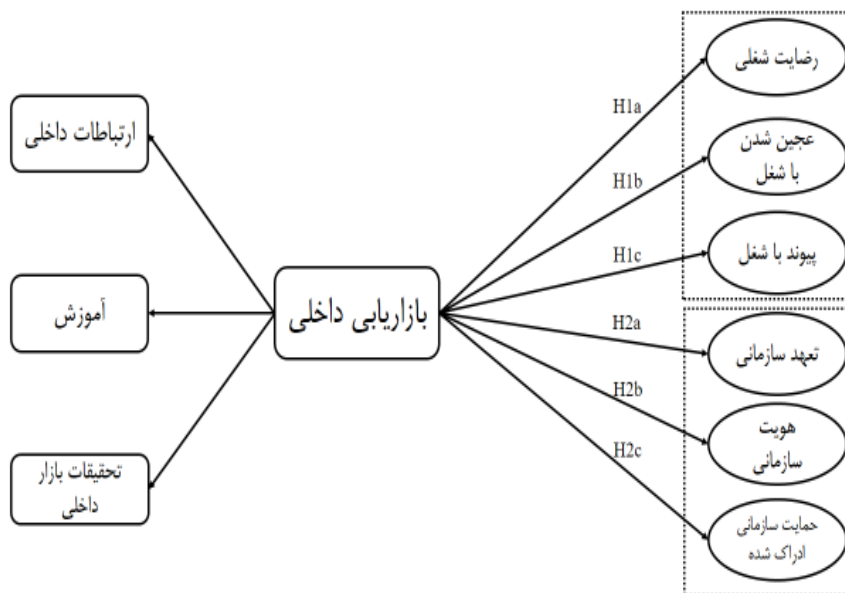 رضایت شغلی
عجین شدن
با شغل
پیوند با شغل
تعهد سازمانی
هویت
سازمانی
حمایت سازمانی
ادراک شده
H1a
H1b
H1c
H2a
H2b
H2c
بازاریابی داخلی
ارتباطات داخلی
آموزش
تحقیقات بازار
داخلی